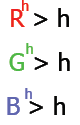 Rʰ > h
Gʰ > h
Bʰ > h